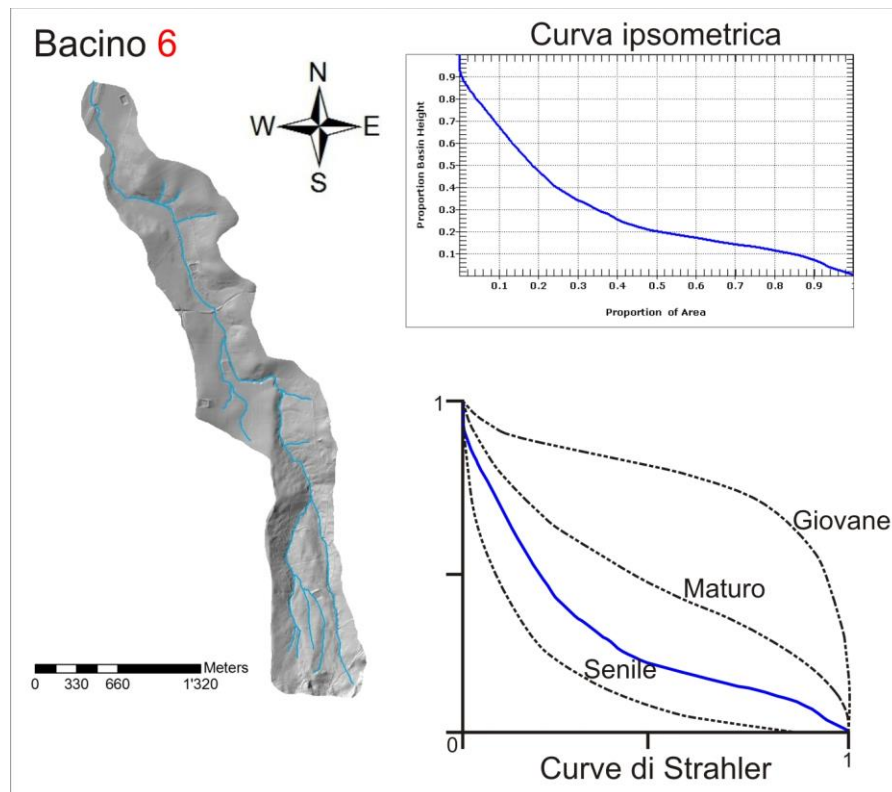 Bacino 6
N
W E
S
Meters
0 330 660 1'320
Curva ipsometrica
Proportion Basin Height
0.9
0.8
0.7
0.6
0.5
0.4
0.3
0.2
0.1
0.1 0.2 0.3 0.4 0.5 0.6 0.7 0.8 0.9 1
Proportion of Area
1
Giovane
Maturo
Senile
0 1
Curve di Strahler